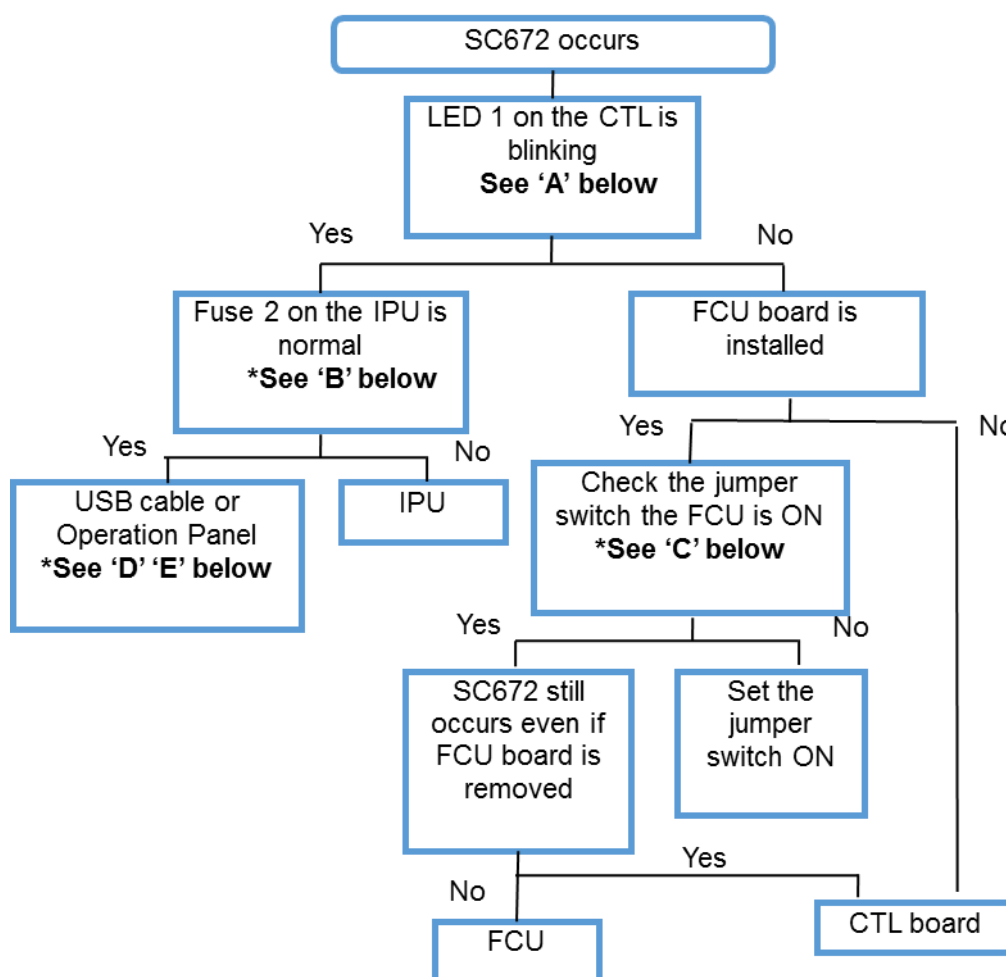 SC672 occurs
LED 1 on the CTL is
blinking
See ‘A’ below
Yes
No
Fuse 2 on the IPU is
normal
*See ‘B’ below
FCU board is
installed
Yes
No
Yes
No
USB cable or
Operation Panel
*See ‘D’ ‘E’ below
IPU
Check the jumper
switch the FCU is ON
*See ‘C’ below
Yes
No
SC672 still
occurs even if
FCU board is
removed
Set the
jumper
switch ON
Yes
No
FCU
CTL board